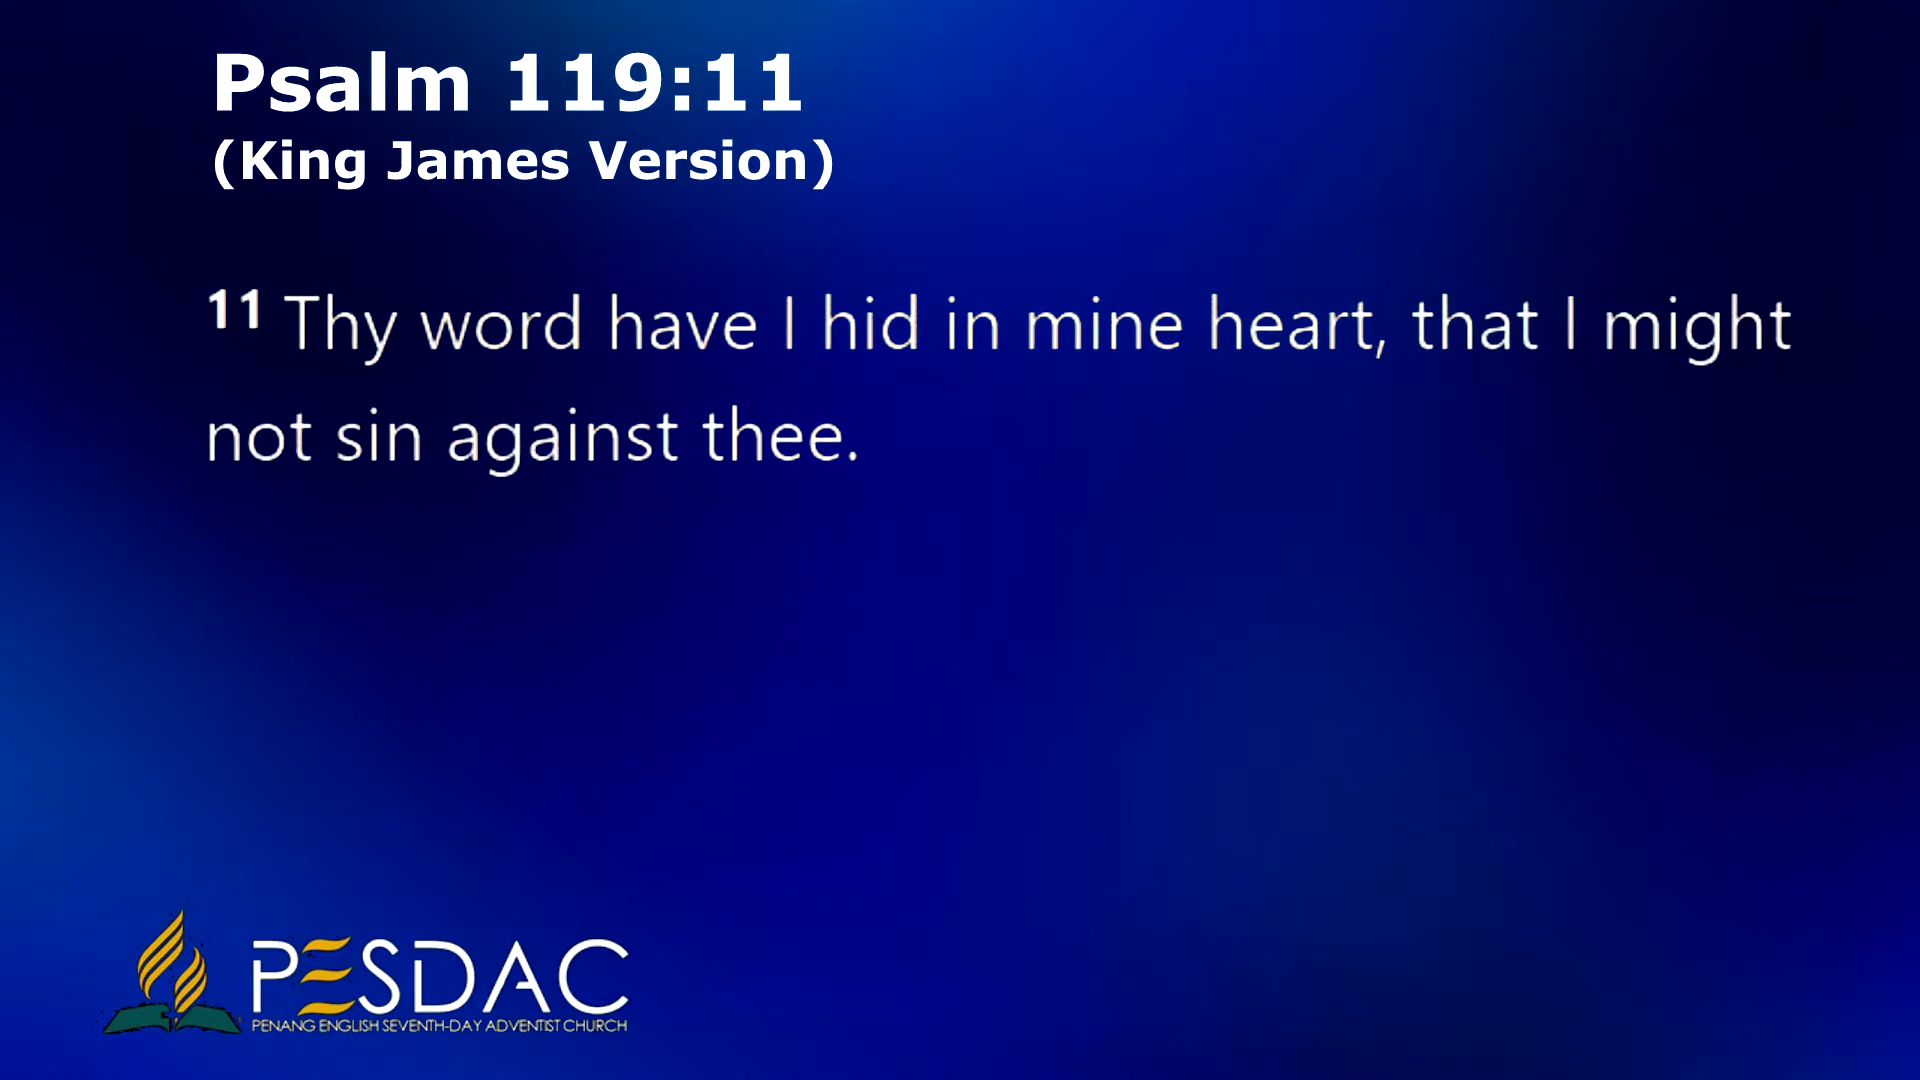 Psalm 119:11
(King James Version)
11 Thy word have I hid in mine heart, that I might
not sin against thee.
PESDAC
PENANG ENGLISH SEVENTH-DAY ADVENTIST CHURCH